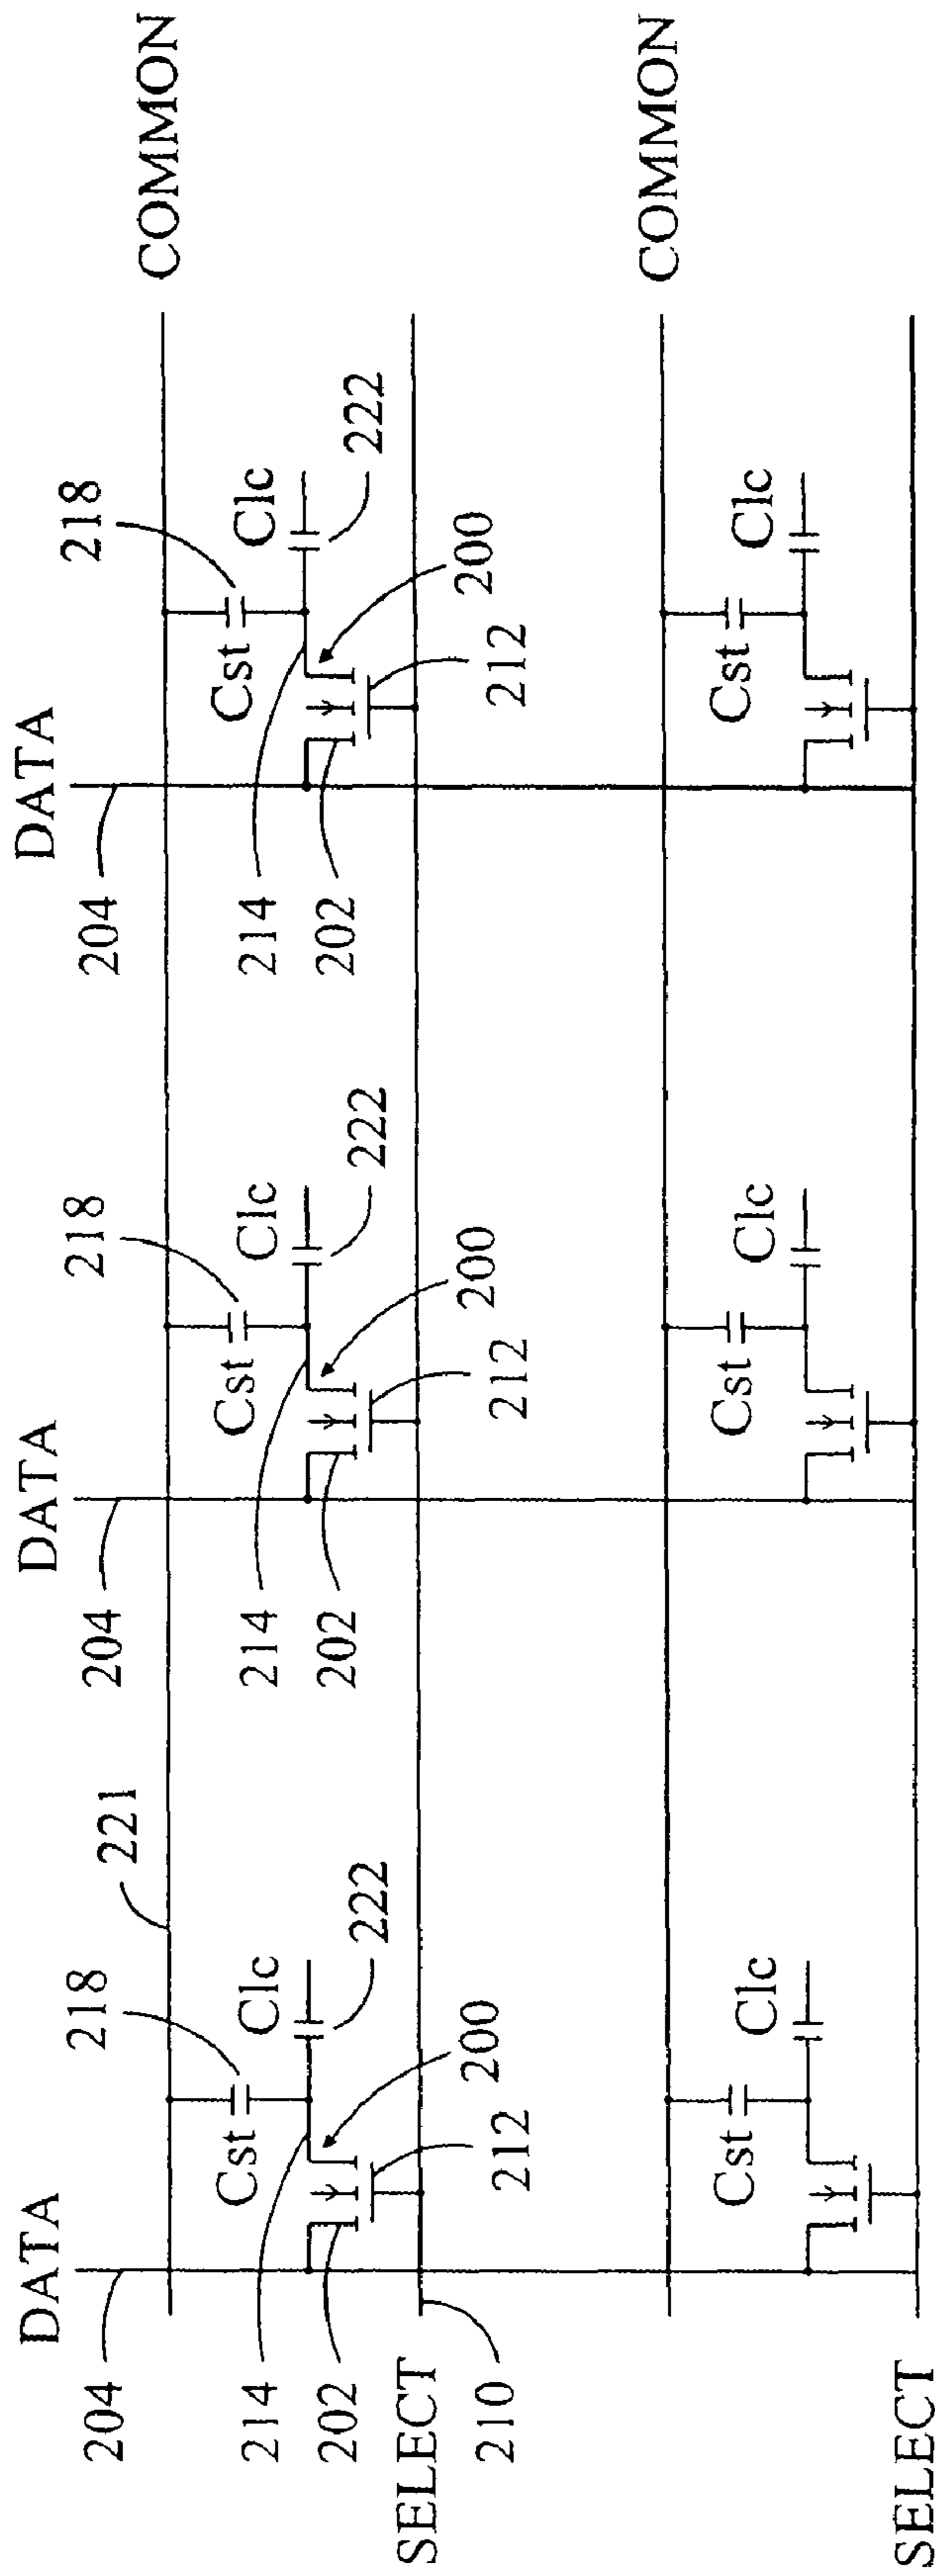 DATA
DATA
DATA
204
218
221
204
218
204
218
COMMON
Cst
Clc
Cst
Clc
Cst
Clc
214
222
214
222
214
222
202
200
202
200
202
200
SELECT
212
212
212
210
COMMON
Cst
Clc
Cst
Clc
Cst
Clc
SELECT